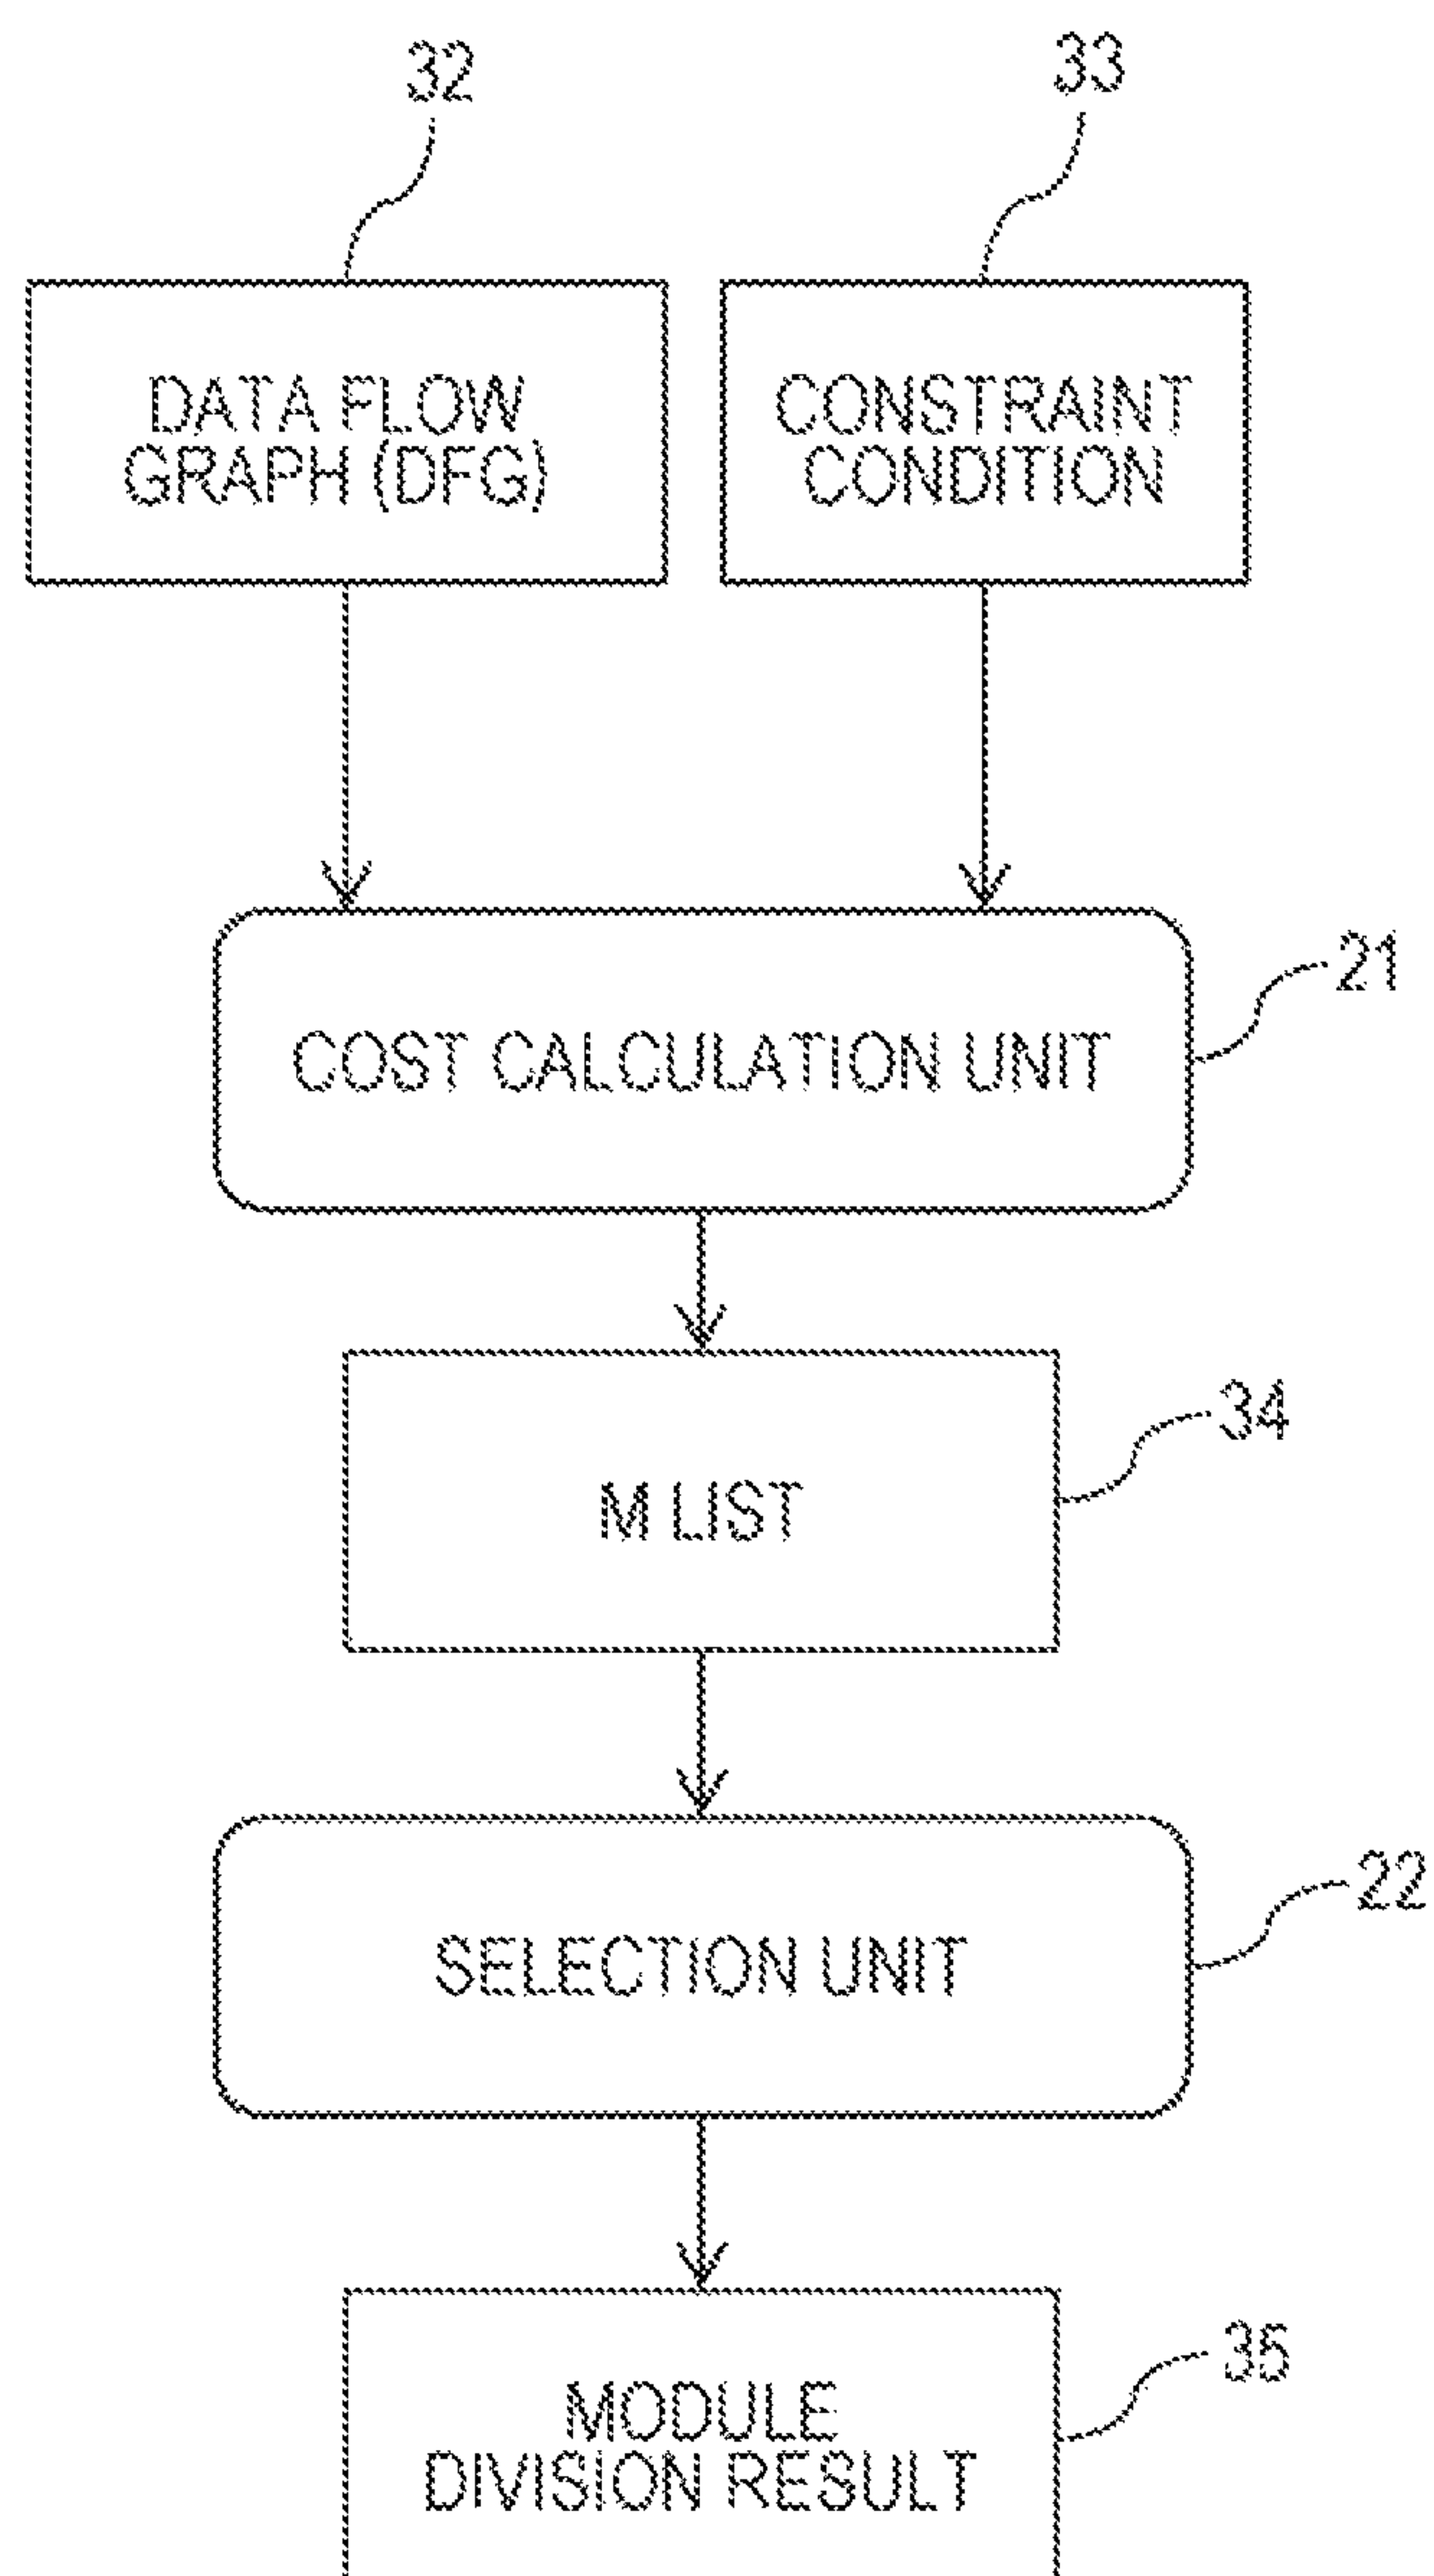 32
33
DATA FLOW
GRAPH (DFG)
CONSTRAINT
CONDITION
COST CALCULATION UNIT
21
M LIST
34
SELECTION UNIT
22
MODULE
DIVISION RESULT
35